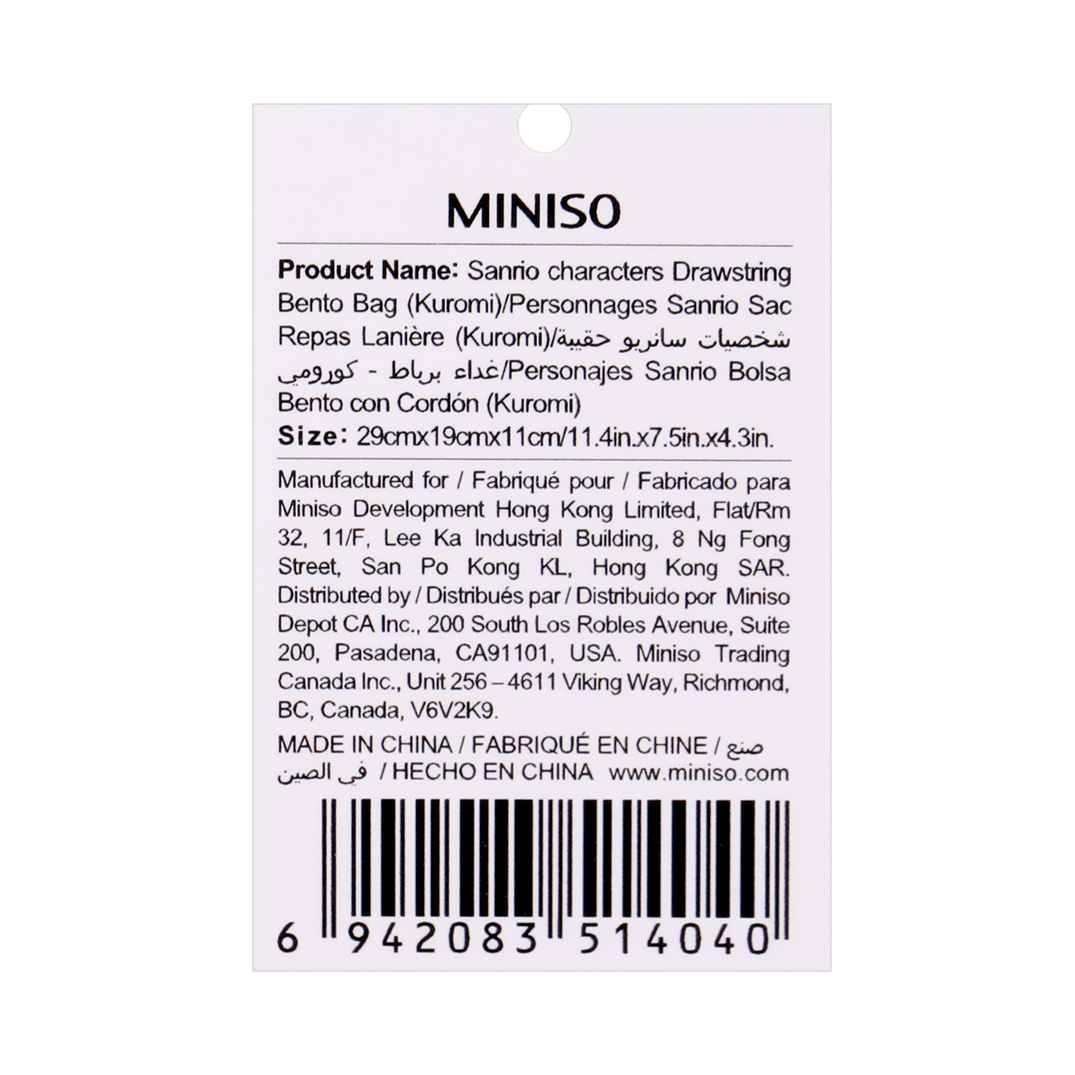 MINISO
Product Name: Sanrio characters Drawstring
Bento Bag (Kuromi)/Personnages Sanrio Sac
Repas Lanière (Kuromi)/شخصيات سانريو حقيبة
غداء برباط - كورومي/Personajes Sanrio Bolsa
Bento con Cordón (Kuromi)
Size: 29cmx19cmx11cm/11.4in.x7.5in.x4.3in.
Manufactured for / Fabriqué pour / Fabricado para
Miniso Development Hong Kong Limited, Flat/Rm
32, 11/F, Lee Ka Industrial Building, 8 Ng Fong
Street, San Po Kong KL, Hong Kong SAR.
Distributed by / Distribués par / Distribuido por Miniso
Depot CA Inc., 200 South Los Robles Avenue, Suite
200, Pasadena, CA91101, USA. Miniso Trading
Canada Inc., Unit 256 – 4611 Viking Way, Richmond,
BC, Canada, V6V2K9.
MADE IN CHINA / FABRIQUÉ EN CHINE / صنع
في الصين / HECHO EN CHINA www.miniso.com
6 942083 514040